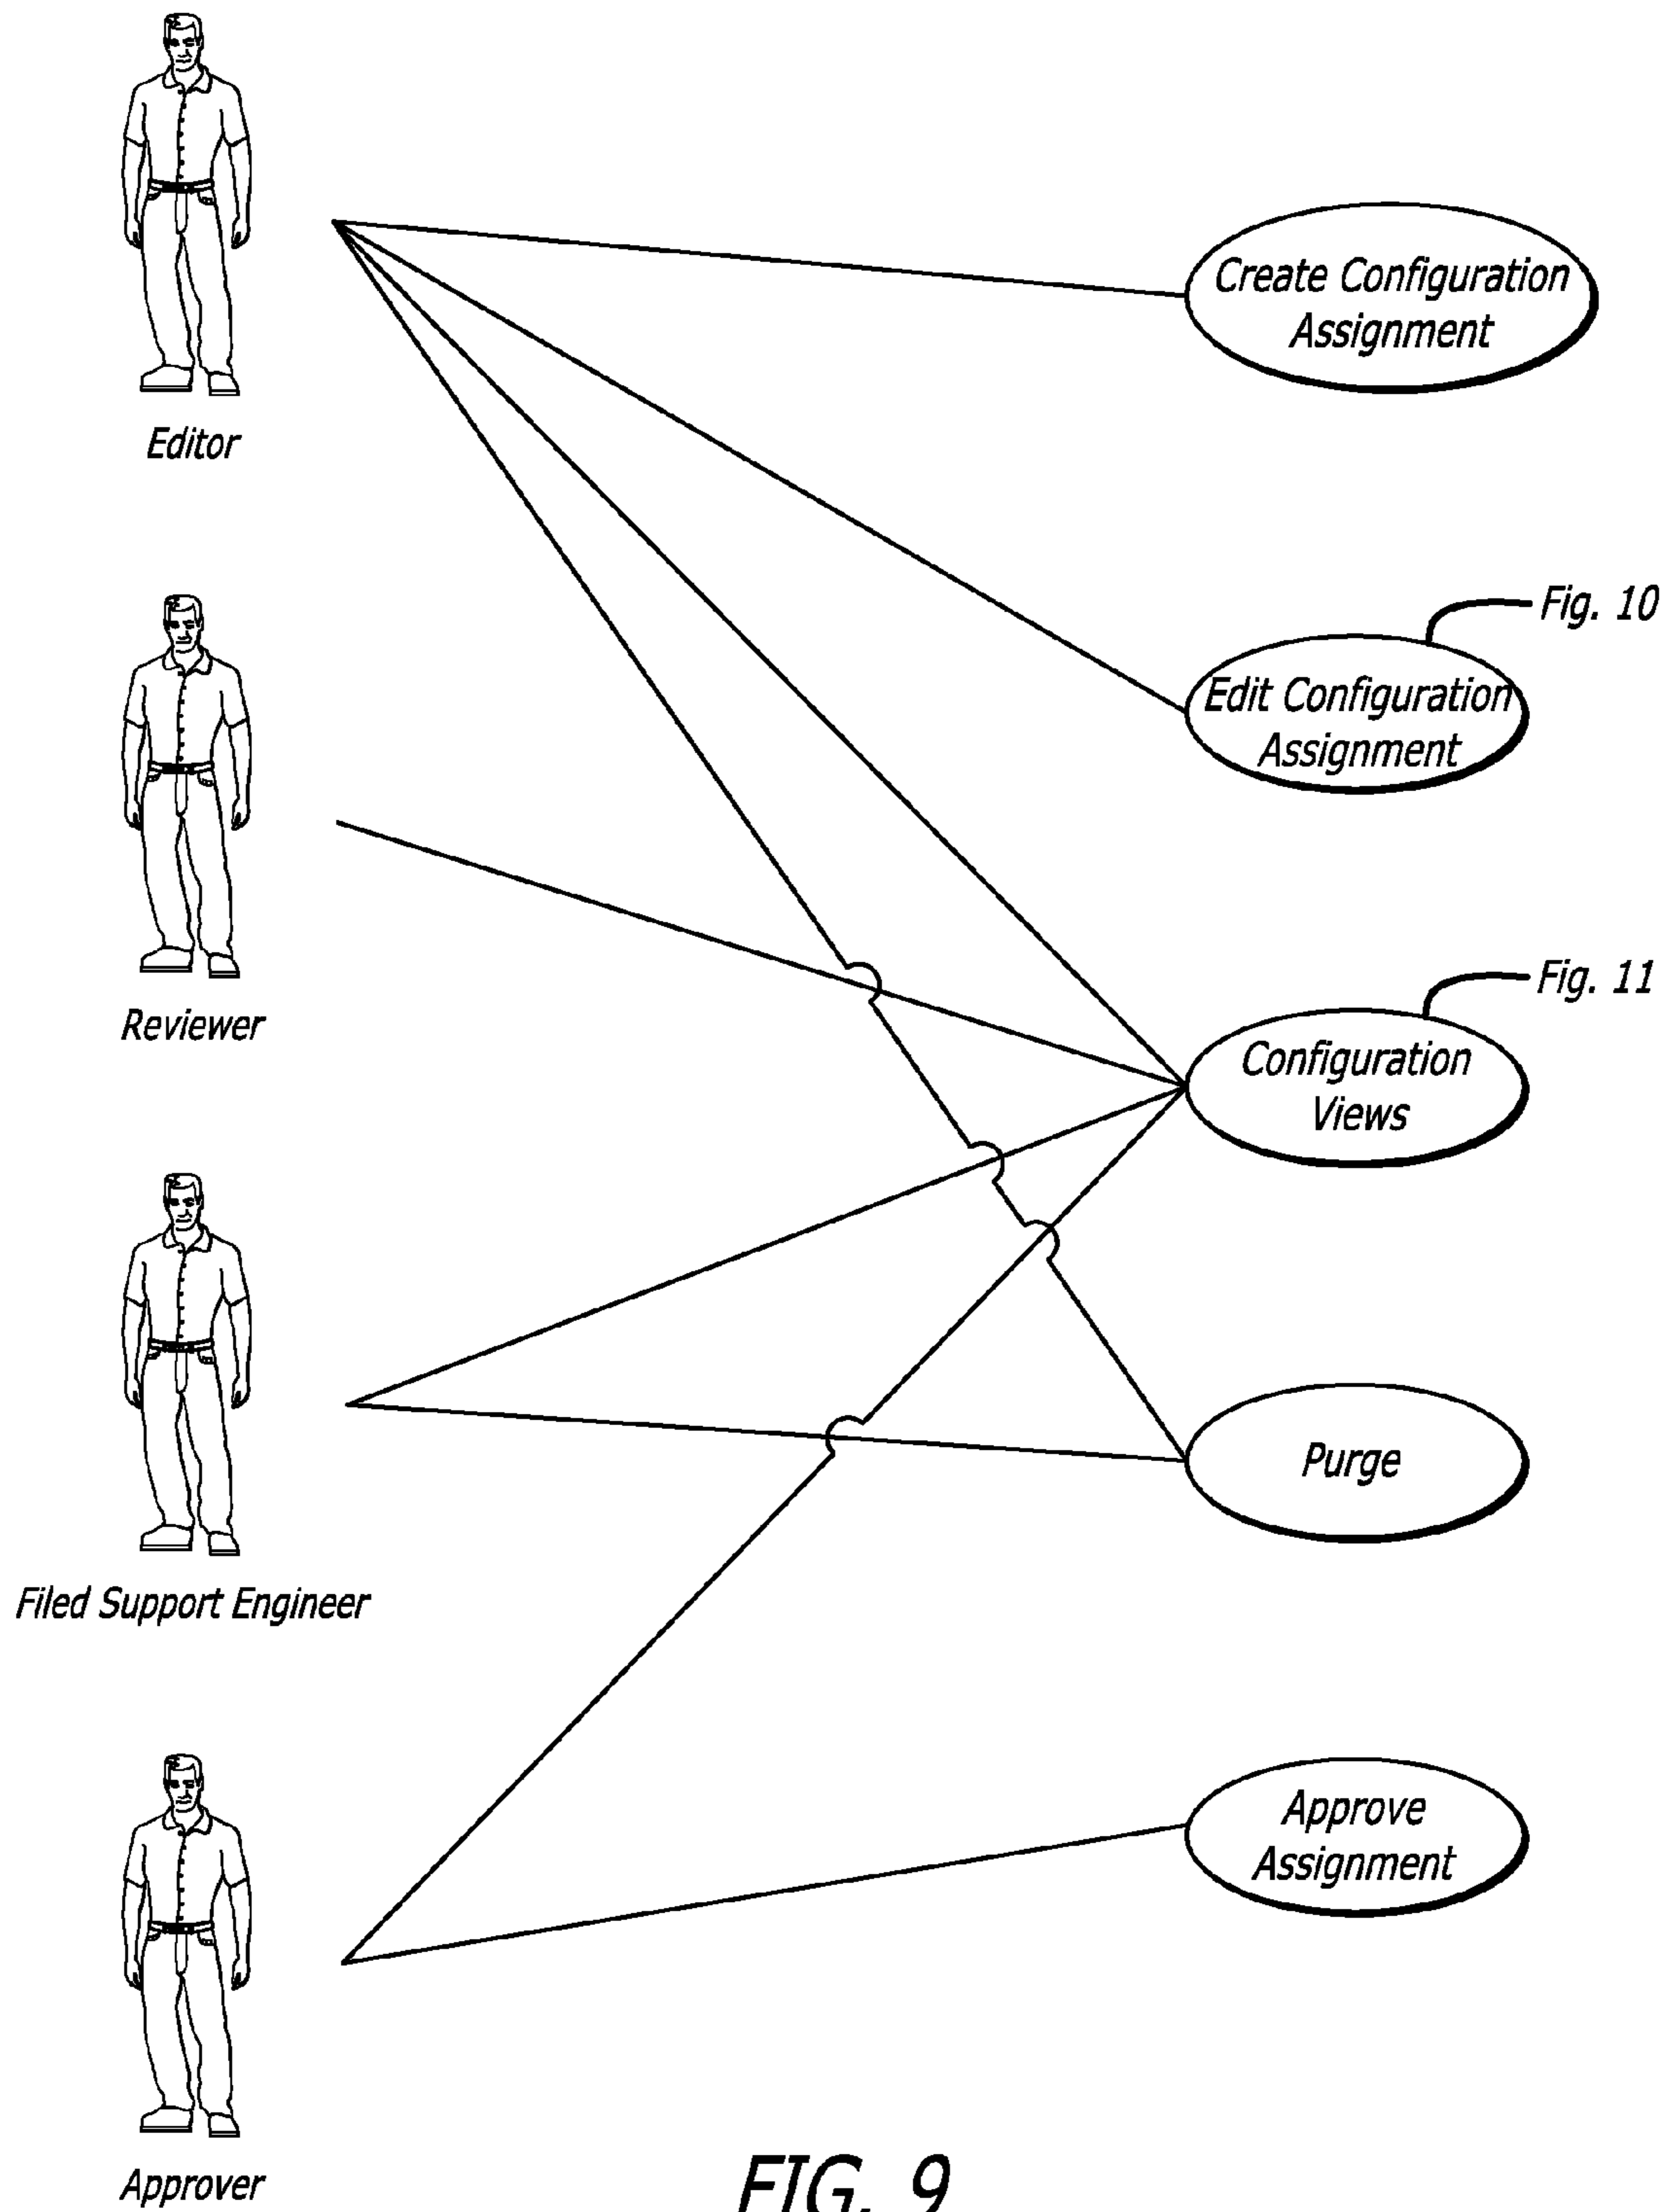 Create Configuration
Assignment
Editor
Fig. 10
Edit Configuration
Assignment
Fig. 11
Reviewer
Configuration
Views
Purge
Filed Support Engineer
Approve
Assignment
Approver
FIG. 9